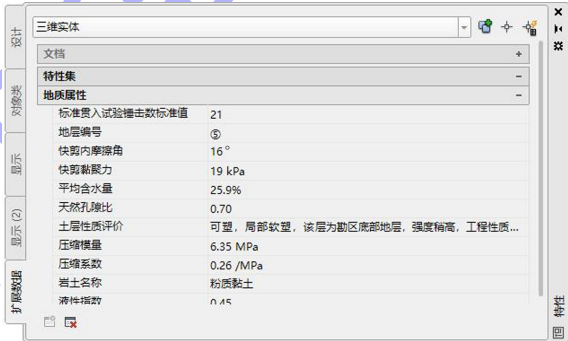 三维实体
文档
特性集
地质属性
标准贯入试验锤击数标准值 21
地层编号 ⑤
快剪内摩擦角 16°
快剪黏聚力 19 kPa
平均含水量 25.9%
天然孔隙比 0.70
土层性质评价 可塑，局部软塑，该层为勘区底部地层，强度稍高，工程性质...
压缩模量 6.35 MPa
压缩系数 0.26 /MPa
岩土名称 粉质黏土
液性指数 0.45
设计
对象类
显示
显示 (2)
扩展数据
特性